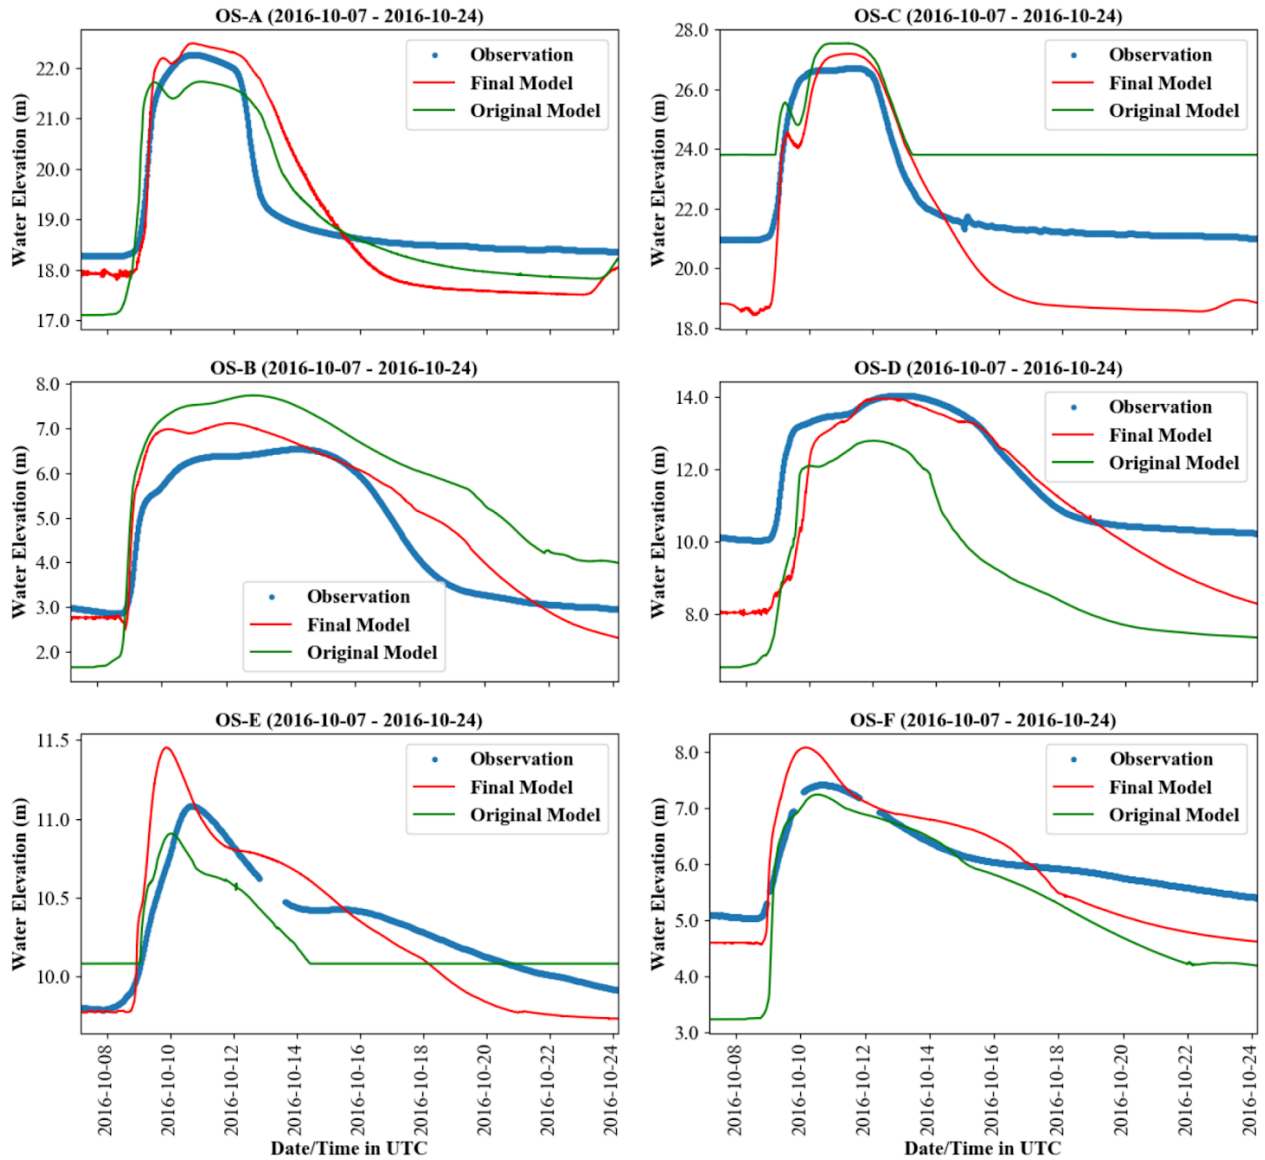 OS-A (2016-10-07 - 2016-10-24)
Water Elevation (m)
22.0
21.0
20.0
19.0
18.0
17.0
Observation
Final Model
Original Model
OS-C (2016-10-07 - 2016-10-24)
Water Elevation (m)
28.0
26.0
24.0
22.0
20.0
18.0
Observation
Final Model
Original Model
OS-B (2016-10-07 - 2016-10-24)
Water Elevation (m)
8.0
7.0
6.0
5.0
4.0
3.0
2.0
Observation
Final Model
Original Model
OS-D (2016-10-07 - 2016-10-24)
Water Elevation (m)
14.0
12.0
10.0
8.0
Observation
Final Model
Original Model
OS-E (2016-10-07 - 2016-10-24)
Water Elevation (m)
11.5
11.0
10.5
10.0
Observation
Final Model
Original Model
2016-10-08
2016-10-10
2016-10-12
2016-10-14
2016-10-16
2016-10-18
2016-10-20
2016-10-22
2016-10-24
Date/Time in UTC
OS-F (2016-10-07 - 2016-10-24)
Water Elevation (m)
8.0
7.0
6.0
5.0
4.0
3.0
Observation
Final Model
Original Model
2016-10-08
2016-10-10
2016-10-12
2016-10-14
2016-10-16
2016-10-18
2016-10-20
2016-10-22
2016-10-24
Date/Time in UTC